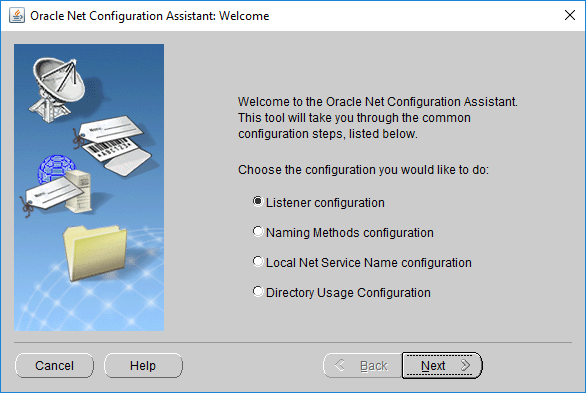 Oracle Net Configuration Assistant: Welcome
Welcome to the Oracle Net Configuration Assistant.
This tool will take you through the common
configuration steps, listed below.
Choose the configuration you would like to do:
Listener configuration
Naming Methods configuration
Local Net Service Name configuration
Directory Usage Configuration
Cancel
Help
Back
Next